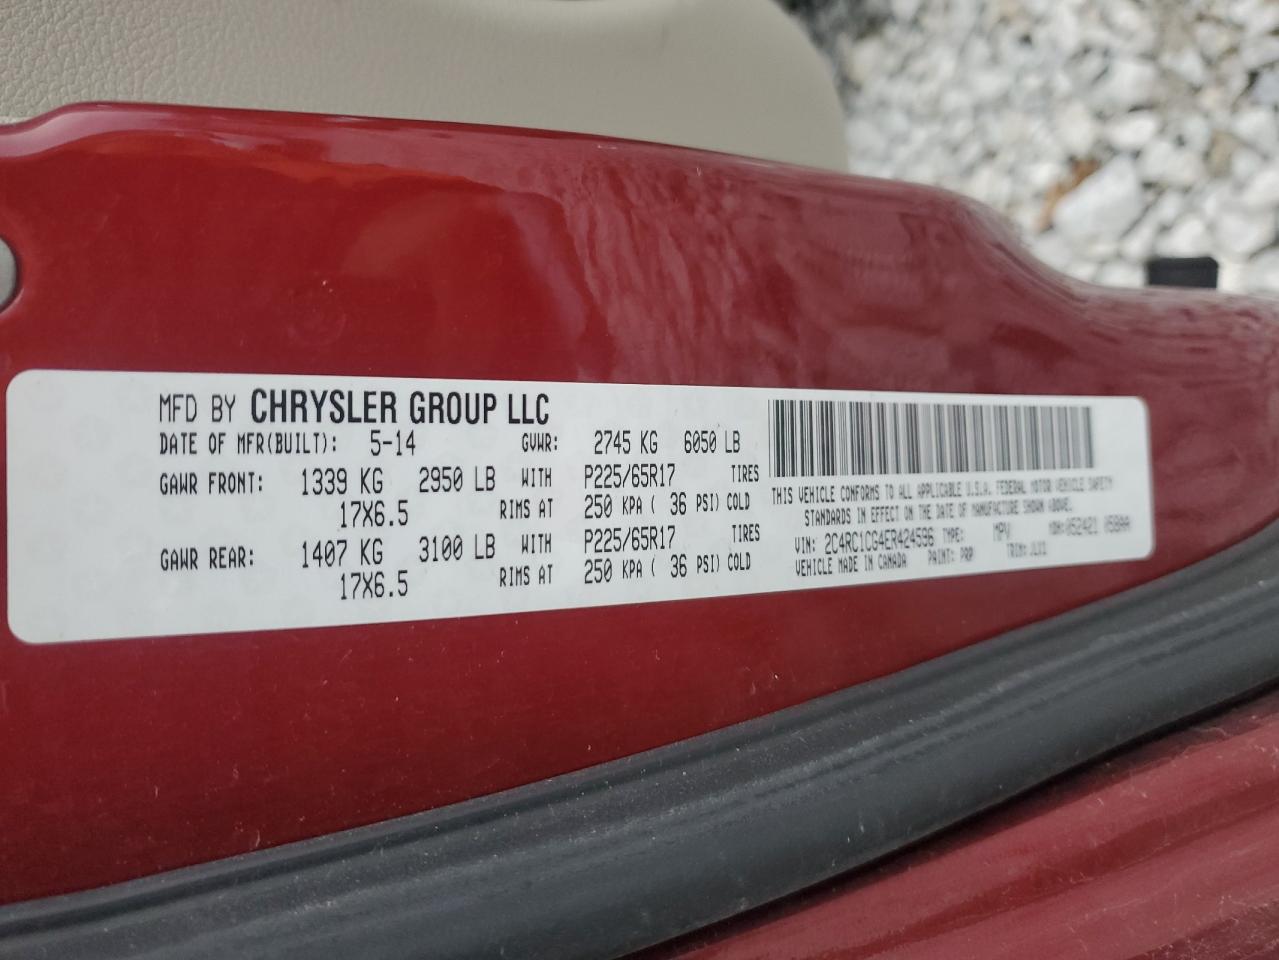 MFD BY CHRYSLER GROUP LLC
DATE OF MFR(BUILT): 5-14 GVWR: 2745 KG 6050 LB
GAWR FRONT: 1339 KG 2950 LB WITH P225/65R17 TIRES
17X6.5 RIMS AT 250 KPA ( 36 PSI) COLD
GAWR REAR: 1407 KG 3100 LB WITH P225/65R17 TIRES
17X6.5 RIMS AT 250 KPA ( 36 PSI) COLD
THIS VEHICLE CONFORMS TO ALL APPLICABLE U.S.A. FEDERAL MOTOR VEHICLE SAFETY
STANDARDS IN EFFECT ON THE DATE OF MANUFACTURE SHOWN ABOVE.
VIN: 2C4RC1CG4ER424596 TYPE: MPV MDH:052421 058AA
VEHICLE MADE IN CANADA PAINT: PRP TRIM: